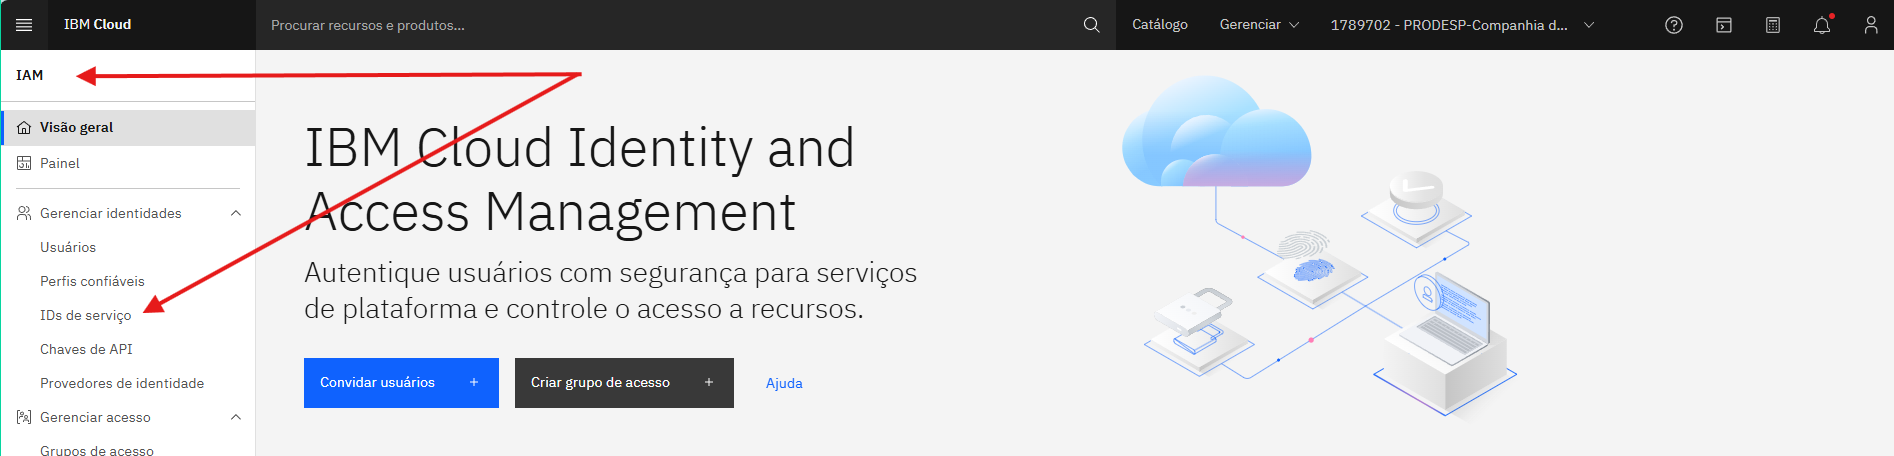 IBM Cloud
Procurar recursos e produtos...
Catálogo
Gerenciar
1789702 - PRODESP-Companhia d...
IAM
Visão geral
Painel
Gerenciar identidades
Usuários
Perfis confiáveis
IDs de serviço
Chaves de API
Provedores de identidade
Gerenciar acesso
Grupos de acesso
IBM Cloud Identity and
Access Management
Autentique usuários com segurança para serviços
de plataforma e controle o acesso a recursos.
Convidar usuários +
Criar grupo de acesso +
Ajuda